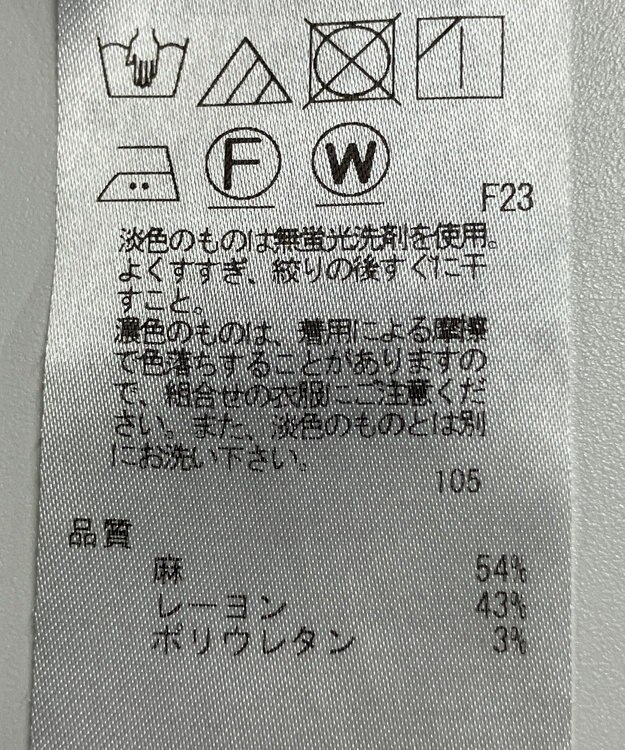 F
W
F23
淡色のものは無蛍光洗剤を使用。
よくすすぎ、絞りの後すぐに干
すこと。
濃色のものは、着用による摩擦
で色落ちすることがありますの
で、組合せの衣服にご注意くだ
さい。また、淡色のものとは別
にお洗い下さい。
105
品質
麻 54%
レーヨン 43%
ポリウレタン 3%